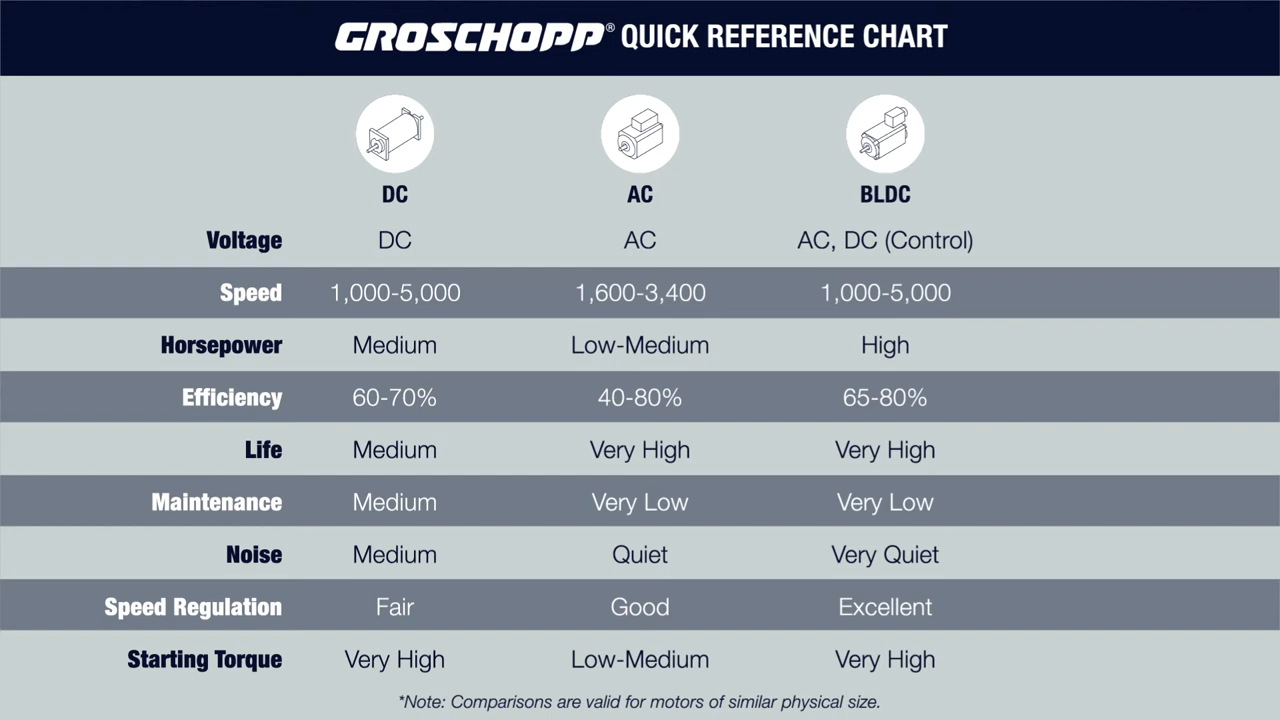 GROSCHOPP® QUICK REFERENCE CHART
DC AC BLDC
Voltage DC AC AC, DC (Control)
Speed 1,000-5,000 1,600-3,400 1,000-5,000
Horsepower Medium Low-Medium High
Efficiency 60-70% 40-80% 65-80%
Life Medium Very High Very High
Maintenance Medium Very Low Very Low
Noise Medium Quiet Very Quiet
Speed Regulation Fair Good Excellent
Starting Torque Very High Low-Medium Very High
*Note: Comparisons are valid for motors of similar physical size.